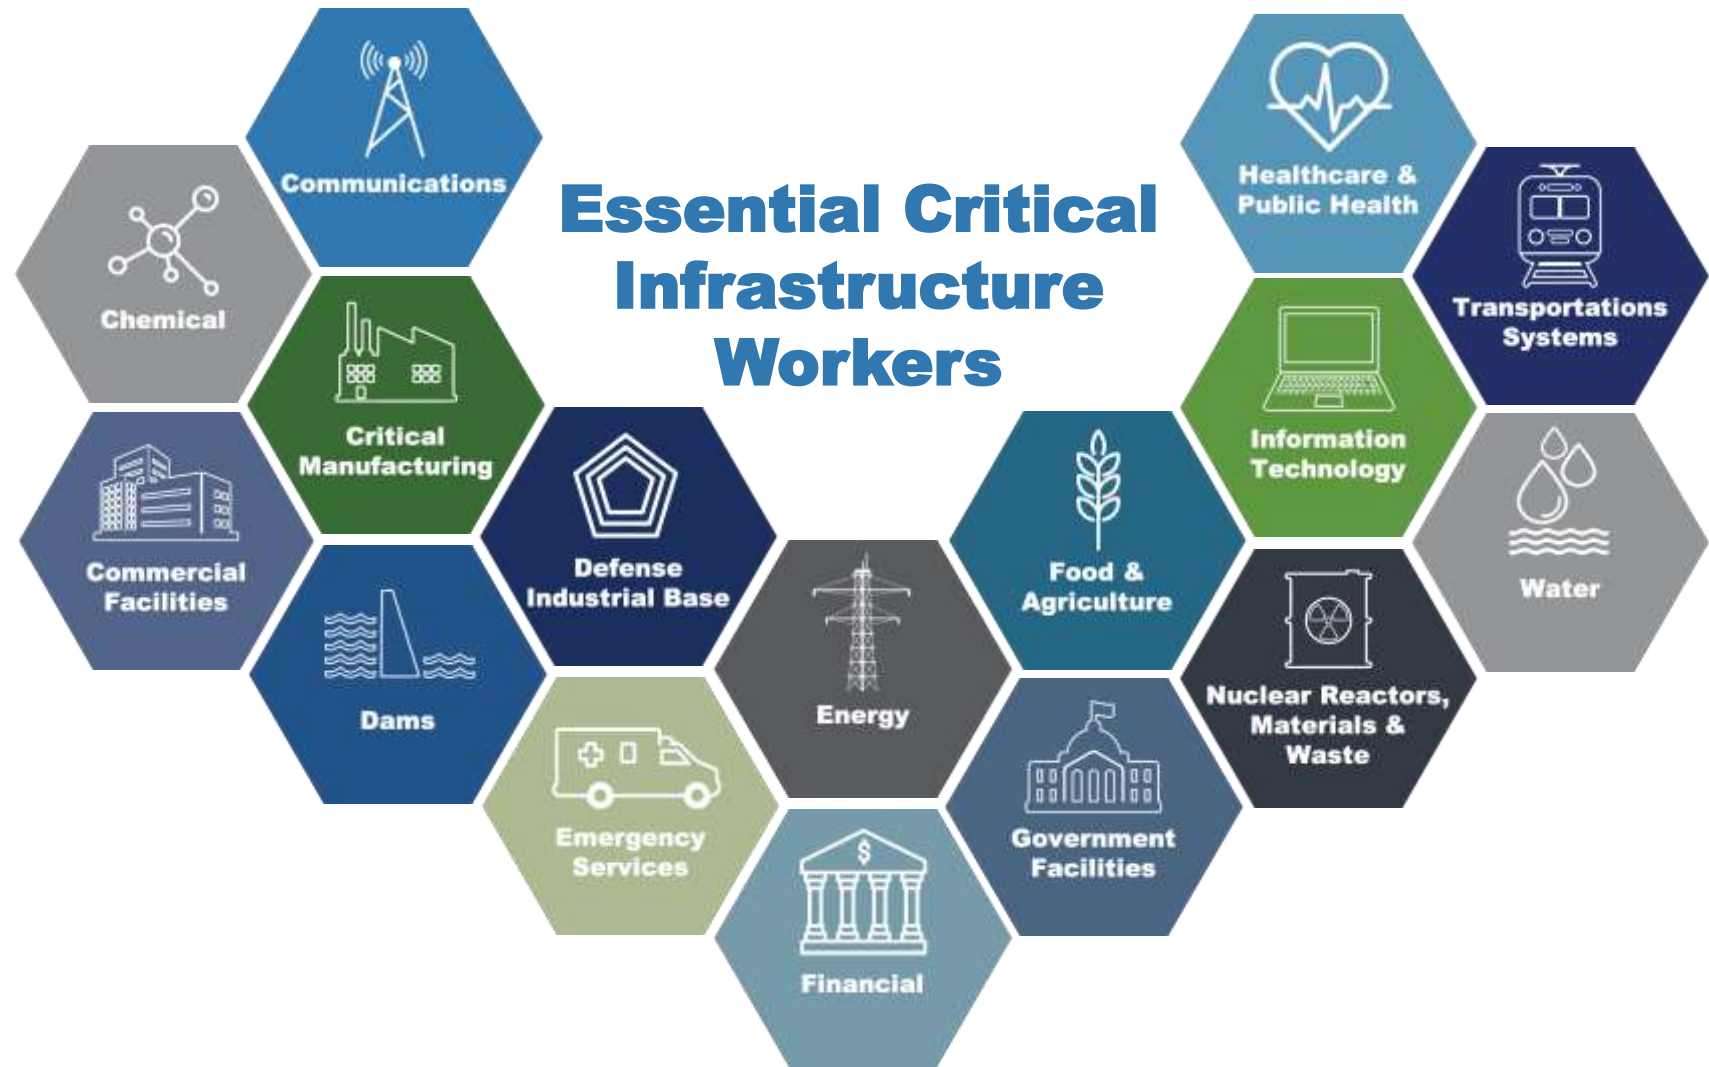 Essential Critical
Infrastructure
Workers
Communications
Chemical
Critical
Manufacturing
Commercial
Facilities
Dams
Defense
Industrial Base
Emergency
Services
Energy
$
Financial
Food &
Agriculture
Government
Facilities
Healthcare &
Public Health
Information
Technology
Nuclear Reactors,
Materials &
Waste
Transportations
Systems
Water